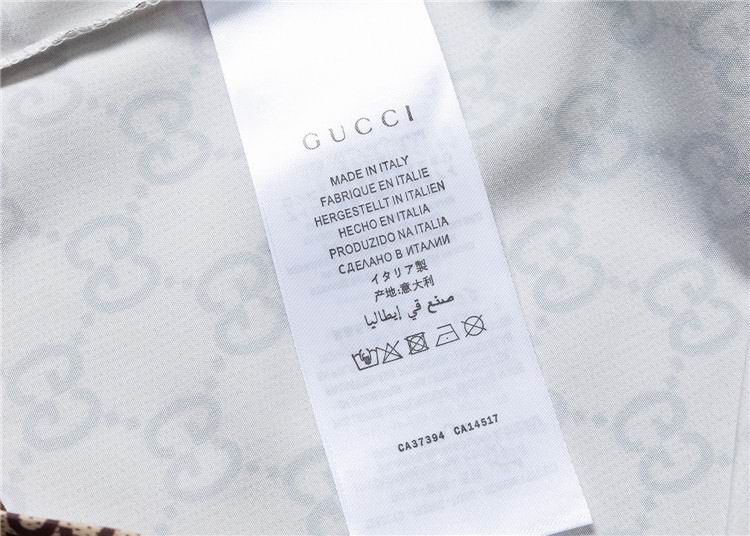 GUCCI
MADE IN ITALY
FABRIQUE EN ITALIE
HERGESTELLT IN ITALIEN
HECHO EN ITALIA
PRODUZIDO NA ITALIA
СДЕЛАНО В ИТАЛИИ
イタリア製
产地:意大利
صنع في إيطاليا
CA37394 CA14517